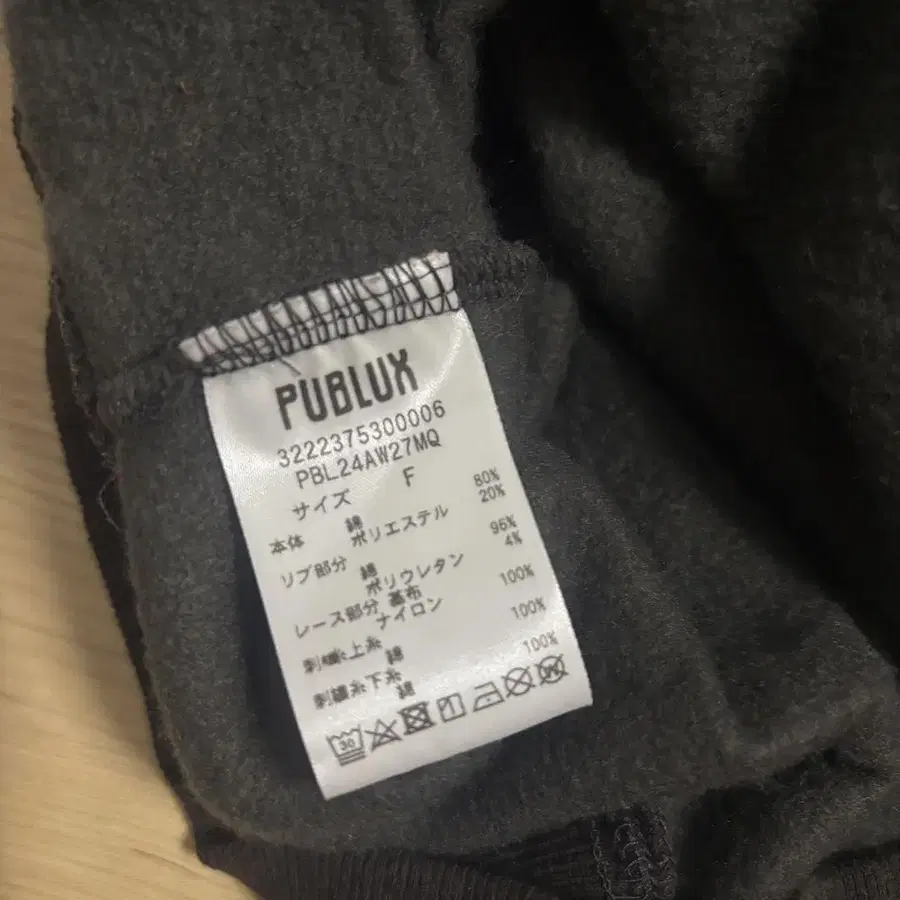 PUBLUX
3222375300006
PBL24AW27MQ
サイズ F
本体 綿 80%
ポリエステル 20%
リブ部分 綿 96%
ポリウレタン 4%
レース部分 基布
ナイロン 100%
刺繍糸上糸 綿 100%
刺繍糸下糸 綿 100%
30